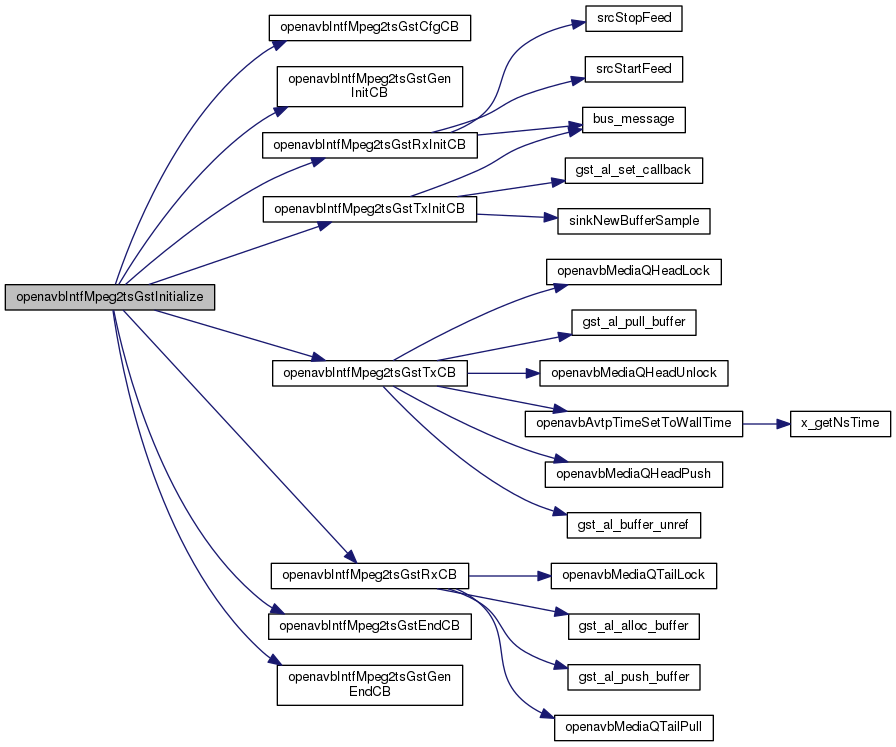 openavbIntfMpeg2tsGstInitialize
openavbIntfMpeg2tsGstCfgCB
openavbIntfMpeg2tsGstGen
InitCB
openavbIntfMpeg2tsGstRxInitCB
openavbIntfMpeg2tsGstTxInitCB
openavbIntfMpeg2tsGstTxCB
openavbIntfMpeg2tsGstRxCB
openavbIntfMpeg2tsGstEndCB
openavbIntfMpeg2tsGstGen
EndCB
srcStopFeed
srcStartFeed
bus_message
gst_al_set_callback
sinkNewBufferSample
openavbMediaQHeadLock
gst_al_pull_buffer
openavbMediaQHeadUnlock
openavbAvtpTimeSetToWallTime
x_getNsTime
openavbMediaQHeadPush
gst_al_buffer_unref
openavbMediaQTailLock
gst_al_alloc_buffer
gst_al_push_buffer
openavbMediaQTailPull